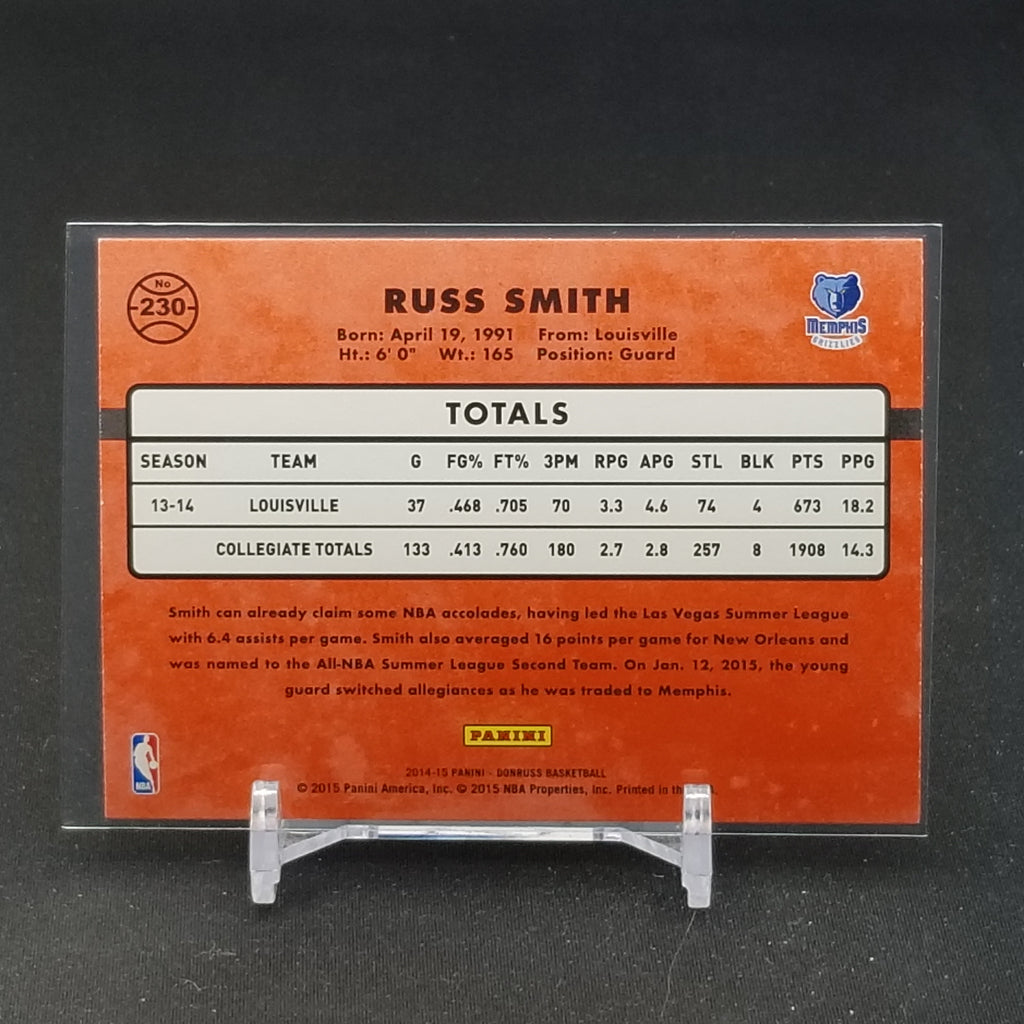 No
230
RUSS SMITH
Born: April 19, 1991 From: Louisville
Ht.: 6' 0" Wt.: 165 Position: Guard
MEMPHIS
GRIZZLIES
TOTALS
SEASON TEAM G FG% FT% 3PM RPG APG STL BLK PTS PPG
13-14 LOUISVILLE 37 .468 .705 70 3.3 4.6 74 4 673 18.2
COLLEGIATE TOTALS 133 .413 .760 180 2.7 2.8 257 8 1908 14.3
Smith can already claim some NBA accolades, having led the Las Vegas Summer League
with 6.4 assists per game. Smith also averaged 16 points per game for New Orleans and
was named to the All-NBA Summer League Second Team. On Jan. 12, 2015, the young
guard switched allegiances as he was traded to Memphis.
PANINI
NBA
2014-15 PANINI - DONRUSS BASKETBALL
© 2015 Panini America, Inc. © 2015 NBA Properties, Inc. Printed in